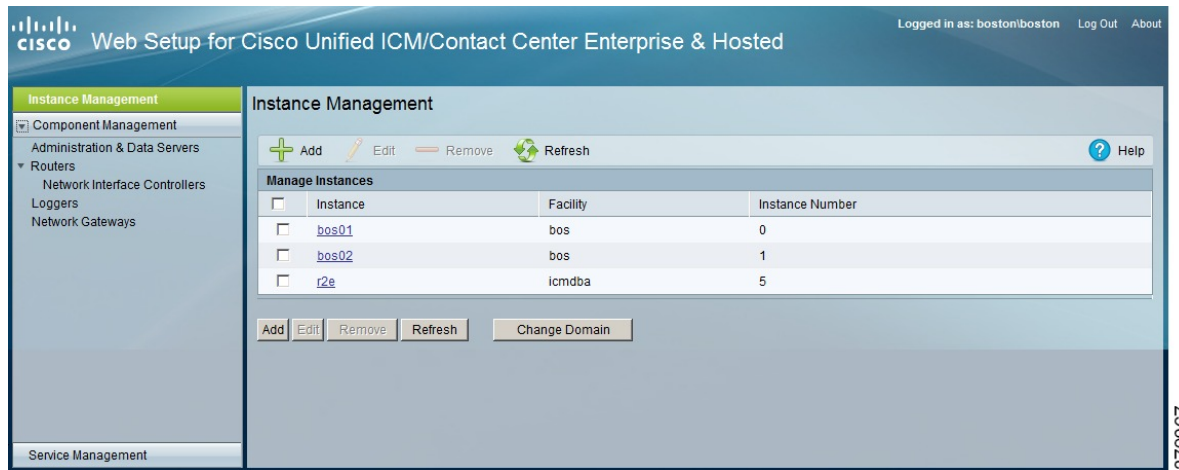 Logged in as: boston\boston Log Out About
CISCO Web Setup for Cisco Unified ICM/Contact Center Enterprise & Hosted
Instance Management
Component Management
Administration & Data Servers
Routers
Network Interface Controllers
Loggers
Network Gateways
Service Management
Instance Management
Add Edit Remove Refresh Help
Manage Instances
Instance Facility Instance Number
bos01 bos 0
bos02 bos 1
r2e icmdba 5
Add Edit Remove Refresh Change Domain